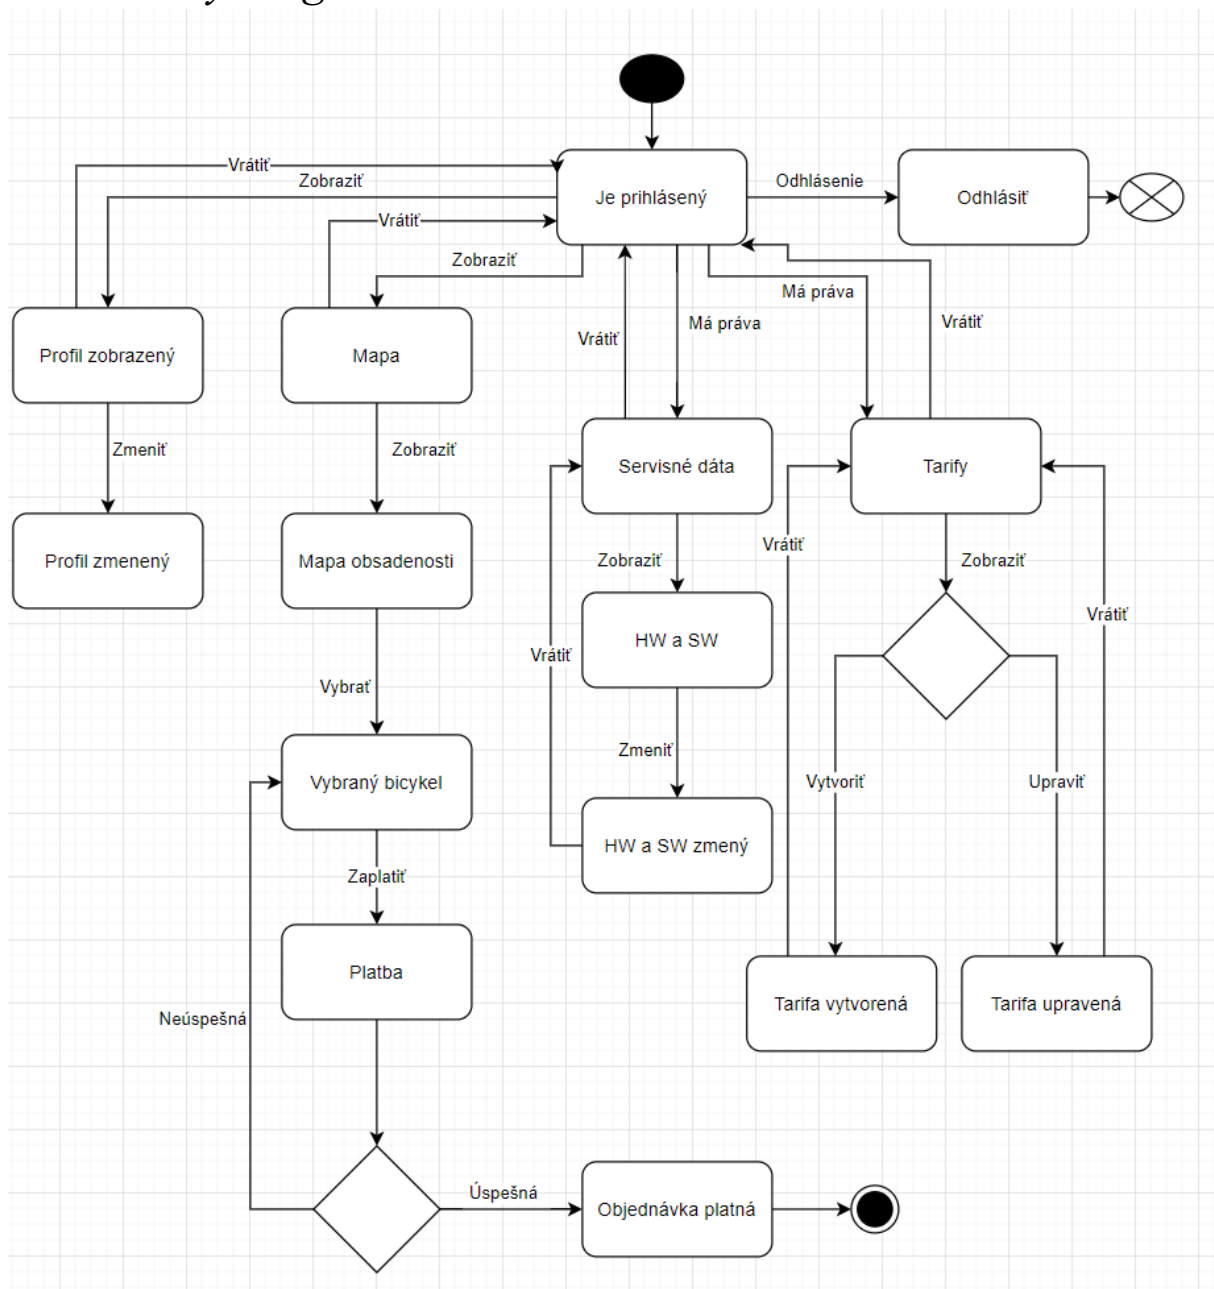 Vrátiť
Zobraziť
Je prihlásený
Odhlásenie
Odhlásiť
Vrátiť
Zobraziť
Má práva
Má práva
Vrátiť
Vrátiť
Profil zobrazený
Mapa
Zmeniť
Zobraziť
Servisné dáta
Tarify
Profil zmenený
Mapa obsadenosti
Zobraziť
Vrátiť
Zobraziť
Vrátiť
HW a SW
Vrátiť
Vybrať
Zmeniť
Vybraný bicykel
Vytvoriť
Upraviť
HW a SW zmený
Zaplatiť
Platba
Tarifa vytvorená
Tarifa upravená
Neúspešná
Úspešná
Objednávka platná